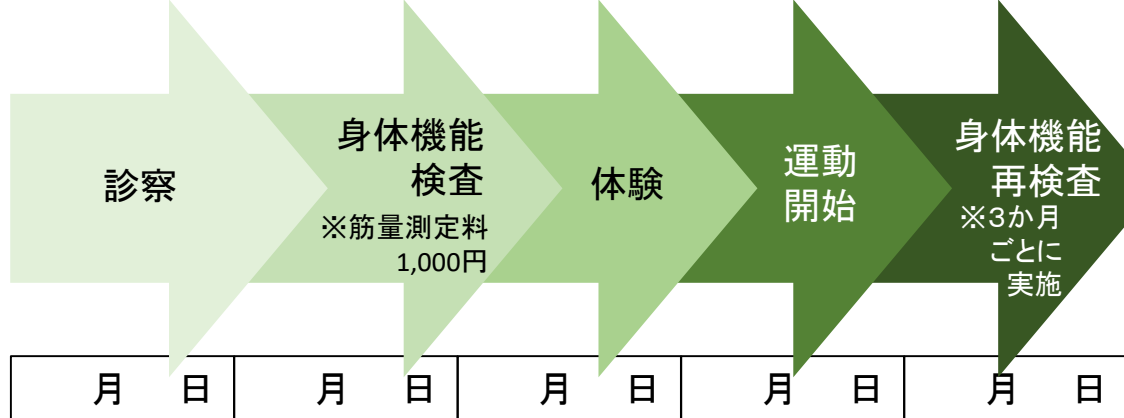 診察
身体機能
検査
※筋量測定料
1,000円
体験
運動
開始
身体機能
再検査
※3か月
ごとに
実施
月 日 月 日 月 日 月 日 月 日